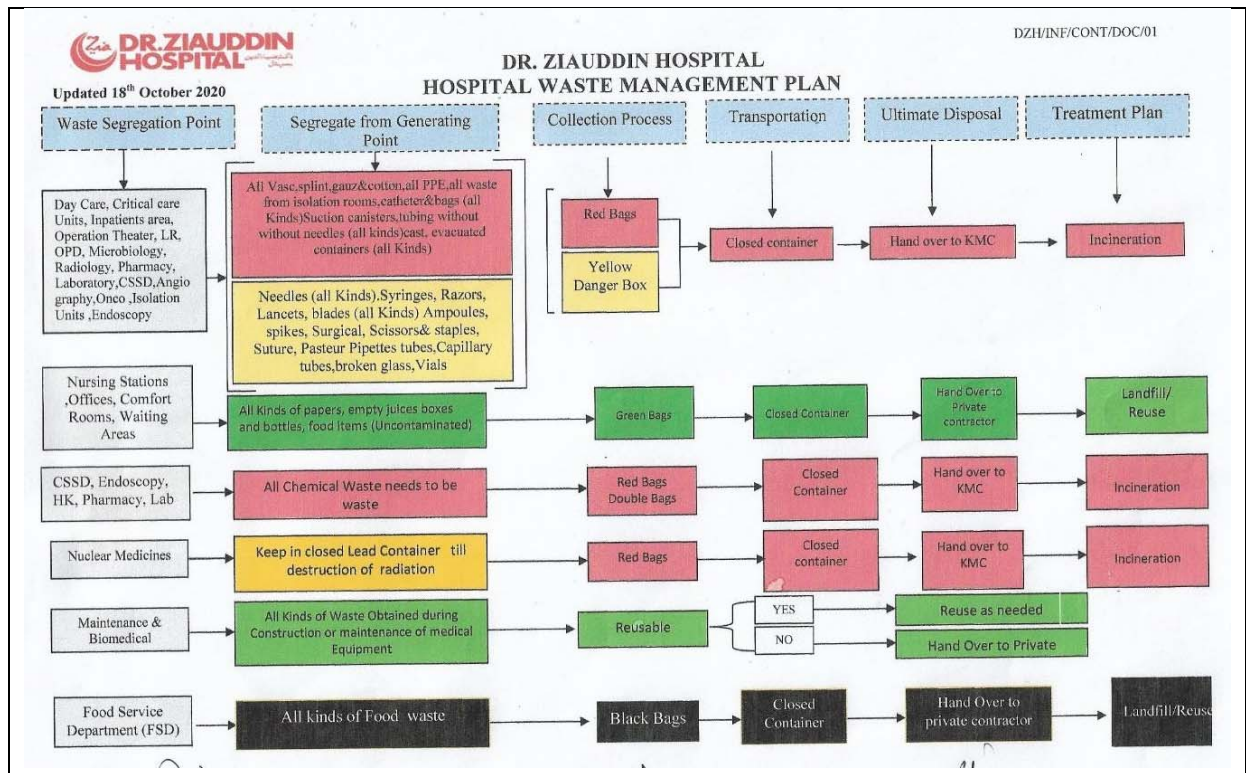 DZH/INF/CONT/DOC/01
DR.ZIAUDDIN
HOSPITAL
DR. ZIAUDDIN HOSPITAL
HOSPITAL WASTE MANAGEMENT PLAN
Updated 18th October 2020
Waste Segregation Point
Segregate from Generating
Point
Collection Process
Transportation
Ultimate Disposal
Treatment Plan
Day Care, Critical care
Units, Inpatients area,
Operation Theater, LR,
OPD, Microbiology,
Radiology, Pharmacy,
Laboratory,CSSD,Angio
graphy,Onco ,Isolation
Units ,Endoscopy
All Vasc,splint,gauz&cotton,all PPE,all waste
from isolation rooms,catheter&bags (all
Kinds)Suction canisters,tubing without
without needles (all kinds)cast, evacuated
containers (all Kinds)
Needles (all Kinds).Syringes, Razors,
Lancets, blades (all Kinds) Ampoules,
spikes, Surgical, Scissors& staples,
Suture, Pasteur Pipettes tubes,Capillary
tubes,broken glass,Vials
Red Bags
Yellow
Danger Box
Closed container
Hand over to KMC
Incineration
Nursing Stations
,Offices, Comfort
Rooms, Waiting
Areas
All Kinds of papers, empty juices boxes
and bottles, food items (Uncontaminated)
Green Bags
Closed Container
Hand Over to
Private
contractor
Landfill/
Reuse
CSSD, Endoscopy,
HK, Pharmacy, Lab
All Chemical Waste needs to be
waste
Red Bags
Double Bags
Closed
Container
Hand over to
KMC
Incineration
Nuclear Medicines
Keep in closed Lead Container till
destruction of radiation
Red Bags
Closed
container
Hand over to
KMC
Incineration
Maintenance &
Biomedical
All Kinds of Waste Obtained during
Construction or maintenance of medical
Equipment
Reusable
YES
NO
Reuse as needed
Hand Over to Private
Food Service
Department (FSD)
All kinds of Food waste
Black Bags
Closed
Container
Hand Over to
private contractor
Landfill/Reuse